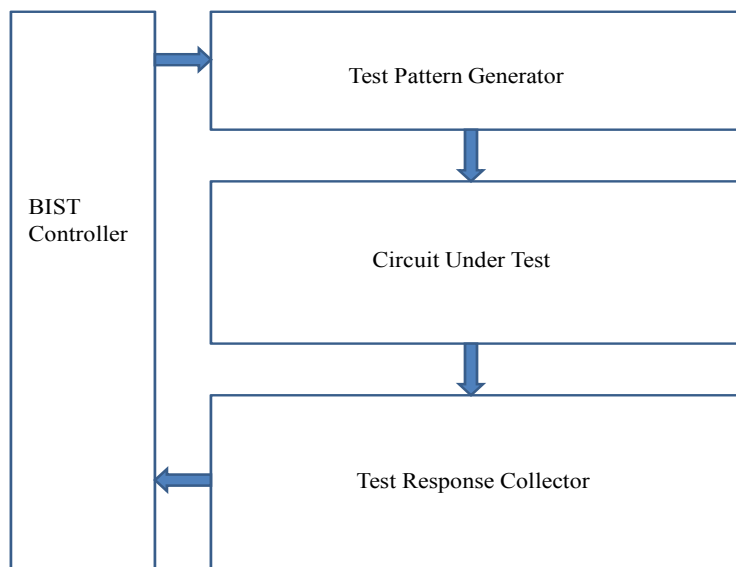 Test Pattern Generator
BIST
Controller
Circuit Under Test
Test Response Collector